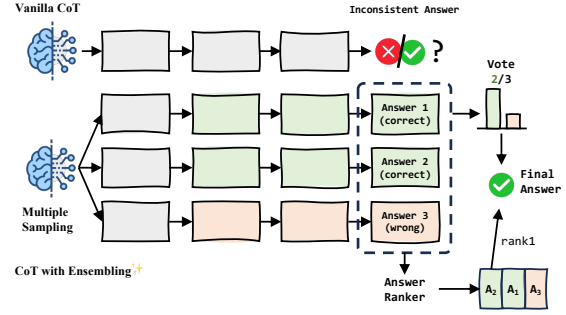 Vanilla CoT
Inconsistent Answer
?
Vote
2/3
Answer 1
(correct)
Answer 2
(correct)
Final
Answer
Multiple
Sampling
Answer 3
(wrong)
rank1
CoT with Ensembling
Answer
Ranker
A₂ A₁ A₃